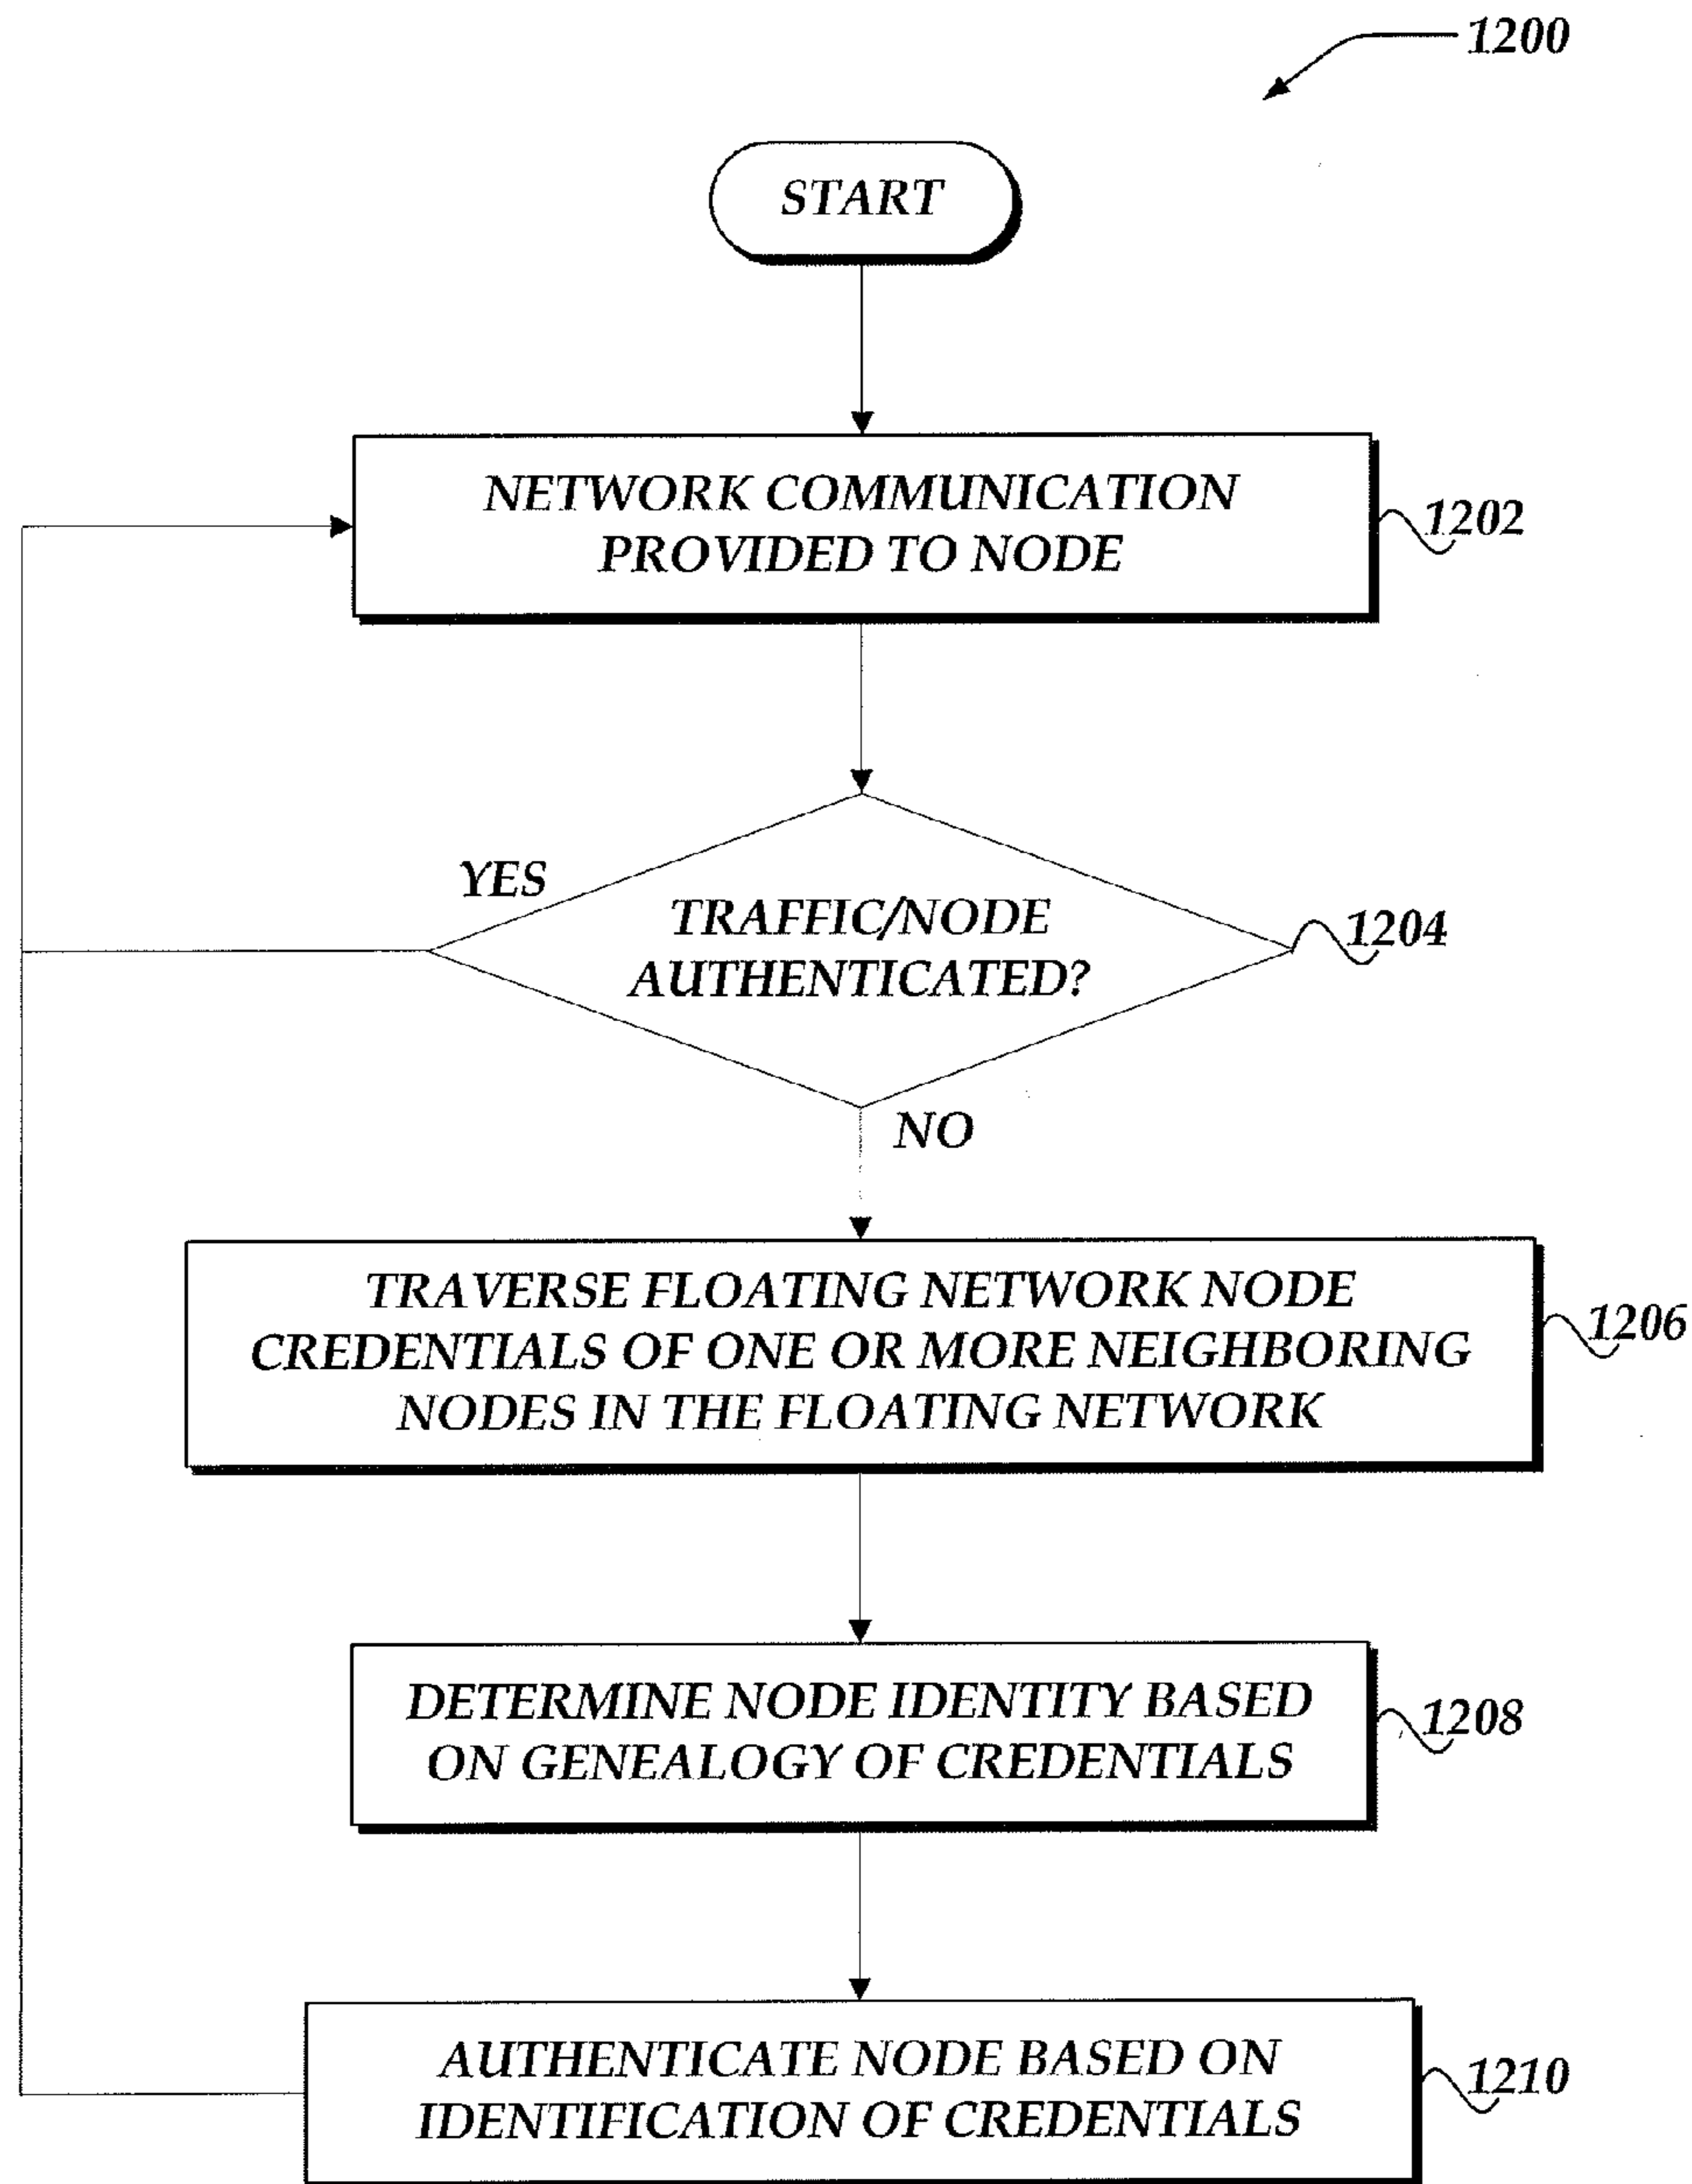 1200
START
NETWORK COMMUNICATION
PROVIDED TO NODE
1202
YES
TRAFFIC/NODE
AUTHENTICATED?
1204
NO
TRAVERSE FLOATING NETWORK NODE
CREDENTIALS OF ONE OR MORE NEIGHBORING
NODES IN THE FLOATING NETWORK
1206
DETERMINE NODE IDENTITY BASED
ON GENEALOGY OF CREDENTIALS
1208
AUTHENTICATE NODE BASED ON
IDENTIFICATION OF CREDENTIALS
1210